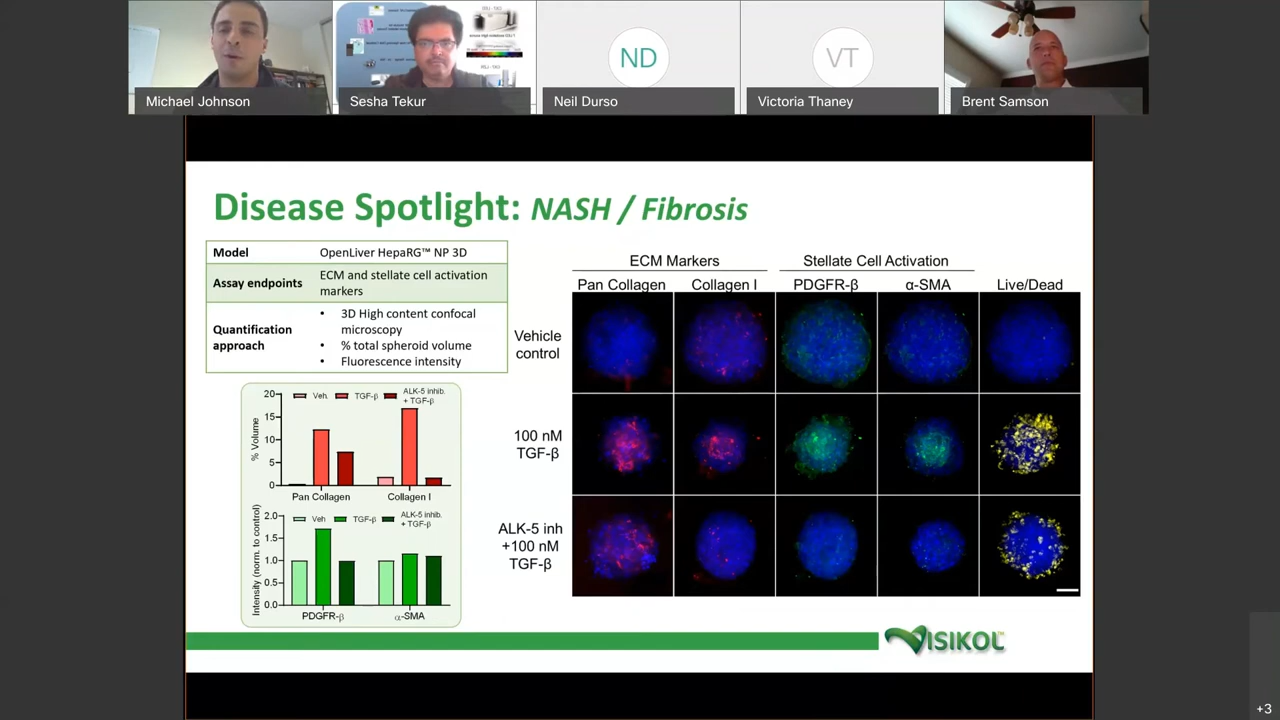 ND
VT
Michael Johnson
Sesha Tekur
Neil Durso
Victoria Thaney
Brent Samson
Disease Spotlight: NASH / Fibrosis
Model
OpenLiver HepaRG™ NP 3D
Assay endpoints
ECM and stellate cell activation
markers
Quantification
approach
• 3D High content confocal
microscopy
• % total spheroid volume
• Fluorescence intensity
20
15
10
5
0
% Volume
Veh.
TGF-β
ALK-5 inhib.
+ TGF-β
Pan Collagen
Collagen I
2.0
1.5
1.0
0.5
0.0
Intensity (norm. to control)
Veh
TGF-β
ALK-5 inhib.
+ TGF-β
PDGFR-β
α-SMA
ECM Markers
Stellate Cell Activation
Pan Collagen
Collagen I
PDGFR-β
α-SMA
Live/Dead
Vehicle
control
100 nM
TGF-β
ALK-5 inh
+100 nM
TGF-β
VISIKOL™
+3